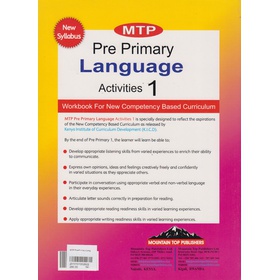 New
Syllabus
MTP
Pre Primary
Language
Activities 1
Workbook For New Competency Based Curriculum
MTP Pre Primary Language Activities 1 is specially designed to reflect the aspirations
of the New Competency Based Curriculum as released by
Kenya Institute of Curriculum Development (K.I.C.D).
By the end of Pre Primary 1, the learner will learn be able to;
Develop appropriate listening skills from varied experiences to enrich their ability
to communicate.
Express own opinions, ideas and feelings creatively freely and confidently
in varied situations as they appreciate others.
Participate in conversation using appropriate verbal and non-verbal language
in their everyday experiences.
Articulate letter sounds correctly in preparation for reading.
Develop appropriate reading readiness skills in varied learning experiences.
Apply appropriate writing readiness skills in varied learning experiences.
MOUNTAIN TOP PUBLISHERS